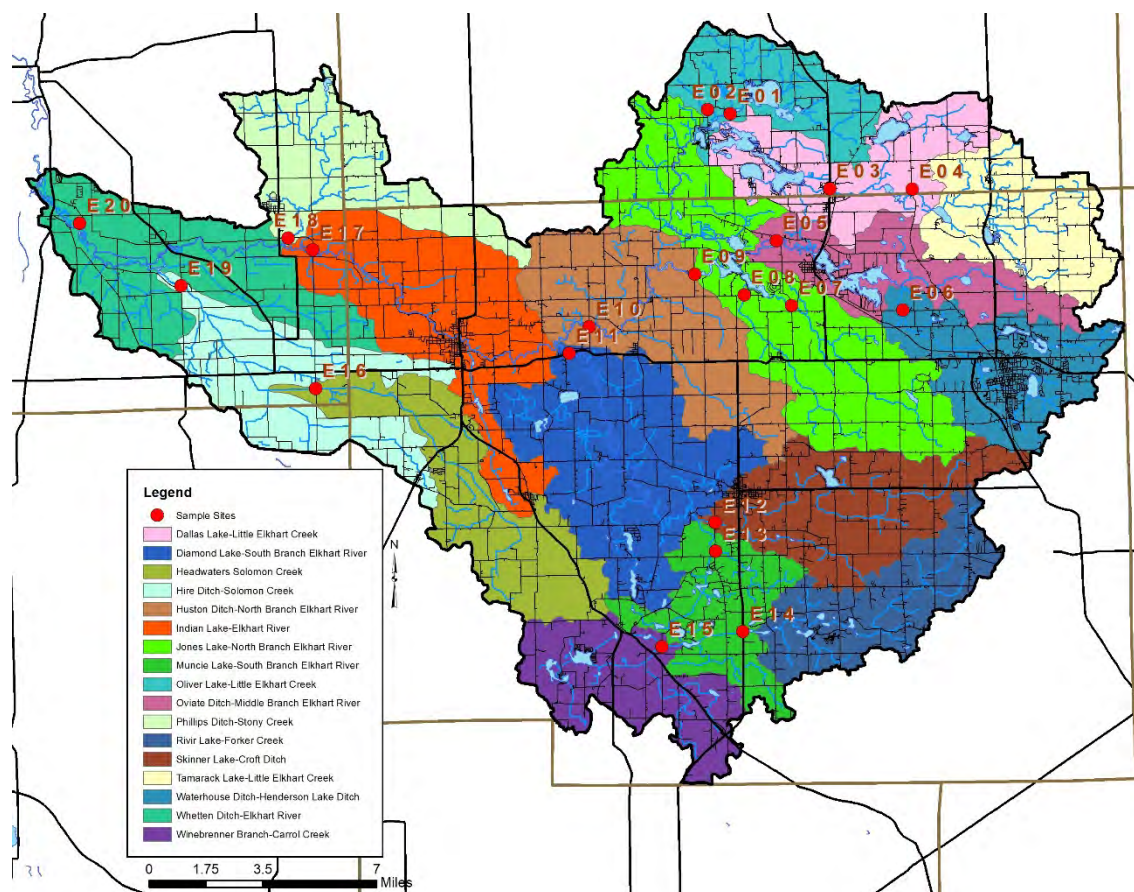 E02
E01
E03
E04
E20
E18
E17
E05
E19
E09
E08
E07
E06
E10
E11
E16
E12
E13
E14
E15
Legend
Sample Sites
Dallas Lake-Little Elkhart Creek
Diamond Lake-South Branch Elkhart River
Headwaters Solomon Creek
Hire Ditch-Solomon Creek
Huston Ditch-North Branch Elkhart River
Indian Lake-Elkhart River
Jones Lake-North Branch Elkhart River
Muncie Lake-South Branch Elkhart River
Oliver Lake-Little Elkhart Creek
Oviate Ditch-Middle Branch Elkhart River
Phillips Ditch-Stony Creek
Rivir Lake-Forker Creek
Skinner Lake-Croft Ditch
Tamarack Lake-Little Elkhart Creek
Waterhouse Ditch-Henderson Lake Ditch
Whetten Ditch-Elkhart River
Winebrenner Branch-Carrol Creek
N
0 1.75 3.5 7
Miles